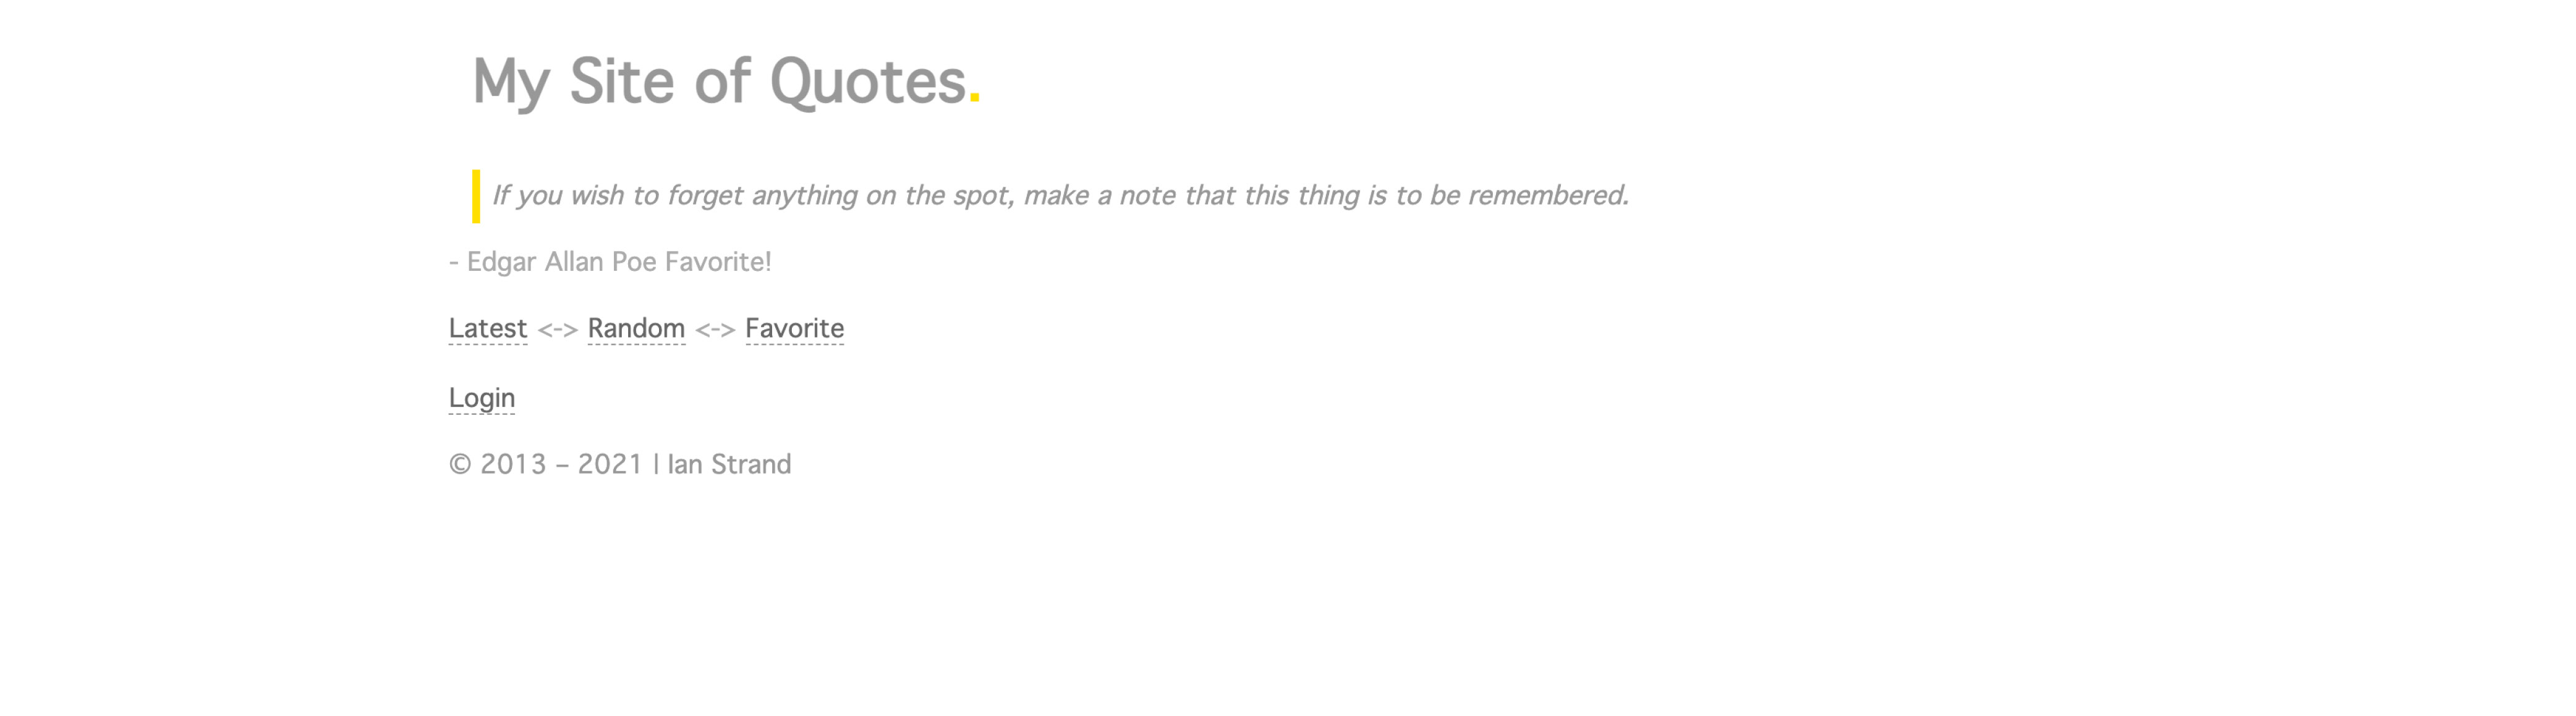 My Site of Quotes.
If you wish to forget anything on the spot, make a note that this thing is to be remembered.
- Edgar Allan Poe Favorite!
Latest <-> Random <-> Favorite
Login
© 2013 – 2021 | Ian Strand